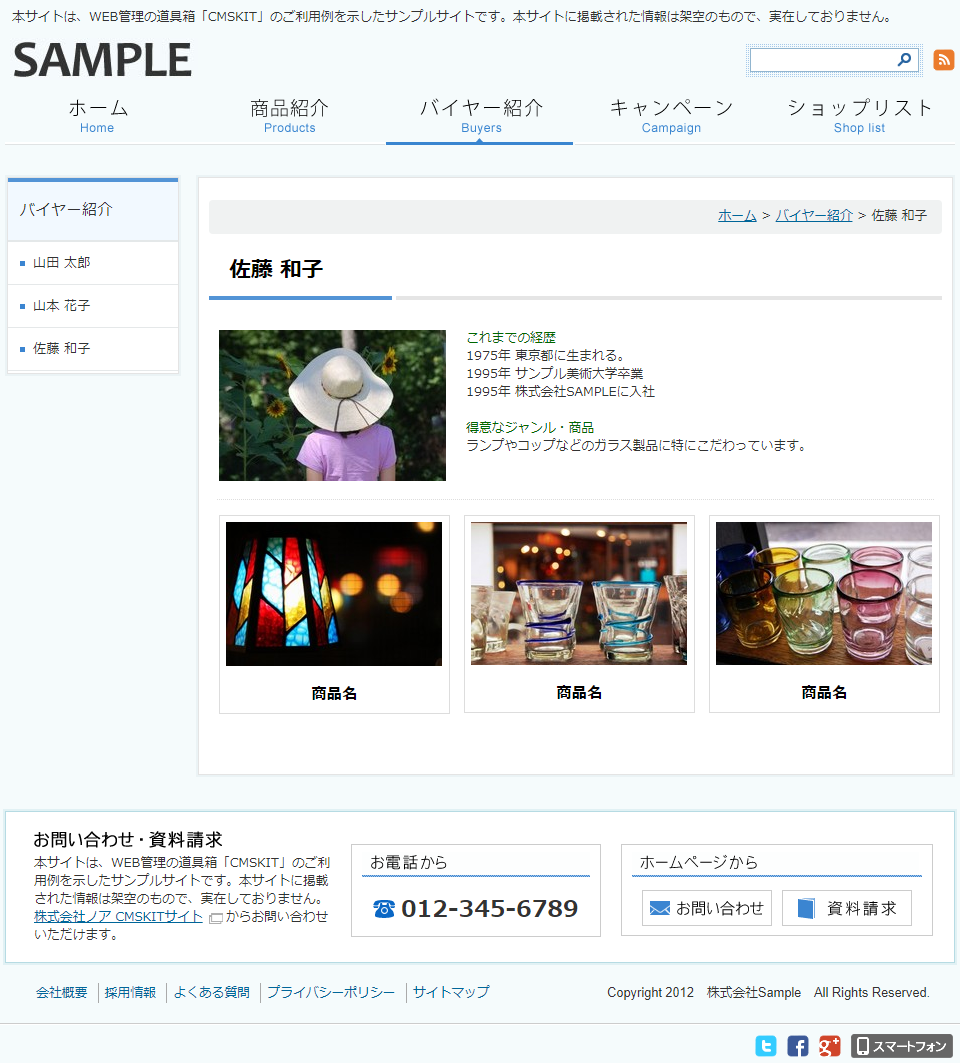 本サイトは、WEB管理の道具箱「CMSKIT」のご利用例を示したサンプルサイトです。本サイトに掲載された情報は架空のもので、実在しておりません。
SAMPLE
ホーム
Home
商品紹介
Products
バイヤー紹介
Buyers
キャンペーン
Campaign
ショップリスト
Shop list
バイヤー紹介
山田 太郎
山本 花子
佐藤 和子
ホーム > バイヤー紹介 > 佐藤 和子
佐藤 和子
これまでの経歴
1975年 東京都に生まれる。
1995年 サンプル美術大学卒業
1995年 株式会社SAMPLEに入社
得意なジャンル・商品
ランプやコップなどのガラス製品に特にこだわっています。
商品名
商品名
商品名
お問い合わせ・資料請求
本サイトは、WEB管理の道具箱「CMSKIT」のご利
用例を示したサンプルサイトです。本サイトに掲載
された情報は架空のもので、実在しておりません。
株式会社ノア CMSKITサイト からお問い合わせ
いただけます。
お電話から
012-345-6789
ホームページから
お問い合わせ
資料請求
会社概要
採用情報
よくある質問
プライバシーポリシー
サイトマップ
Copyright 2012 株式会社Sample All Rights Reserved.
スマートフォン